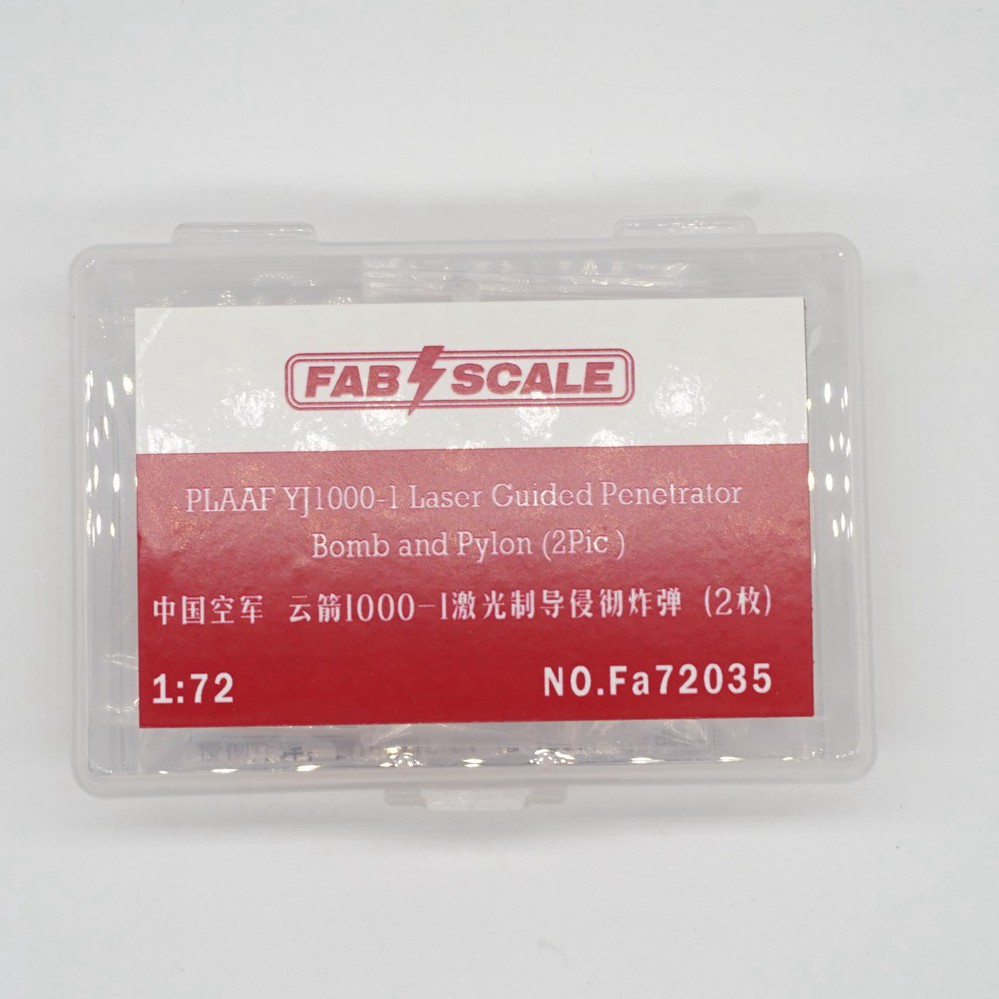 FAB SCALE
PLAAF YJ1000-1 Laser Guided Penetrator
Bomb and Pylon (2Pic )
中国空军 云箭1000-1激光制导侵彻炸弹 (2枚)
1:72 NO.Fa72035